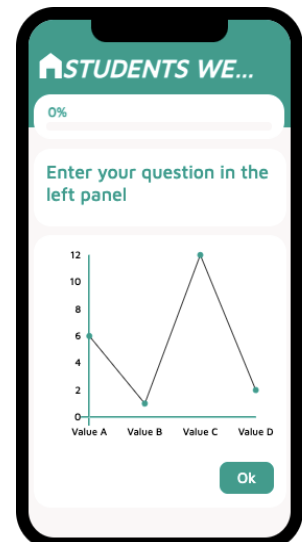 STUDENTS WE...
0%
Enter your question in the
left panel
12
10
8
6
4
2
0
Value A Value B Value C Value D
Ok